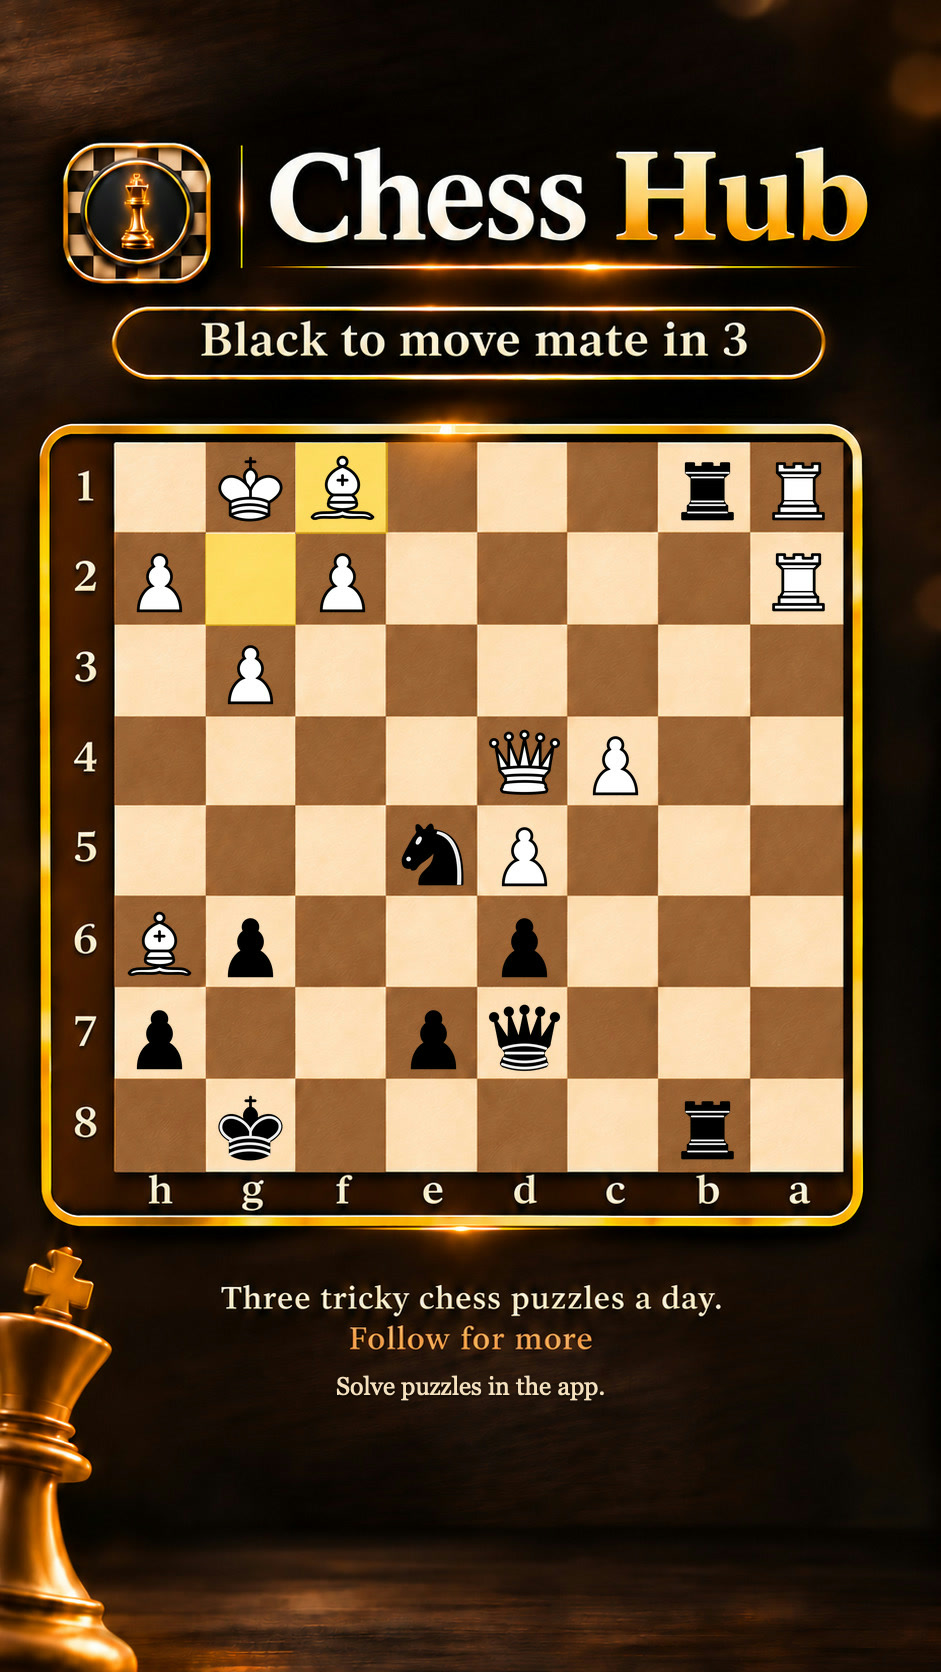 Chess Hub
Black to move mate in 3
1
2
3
4
5
6
7
8
h g f e d c b a
Three tricky chess puzzles a day.
Follow for more
Solve puzzles in the app.